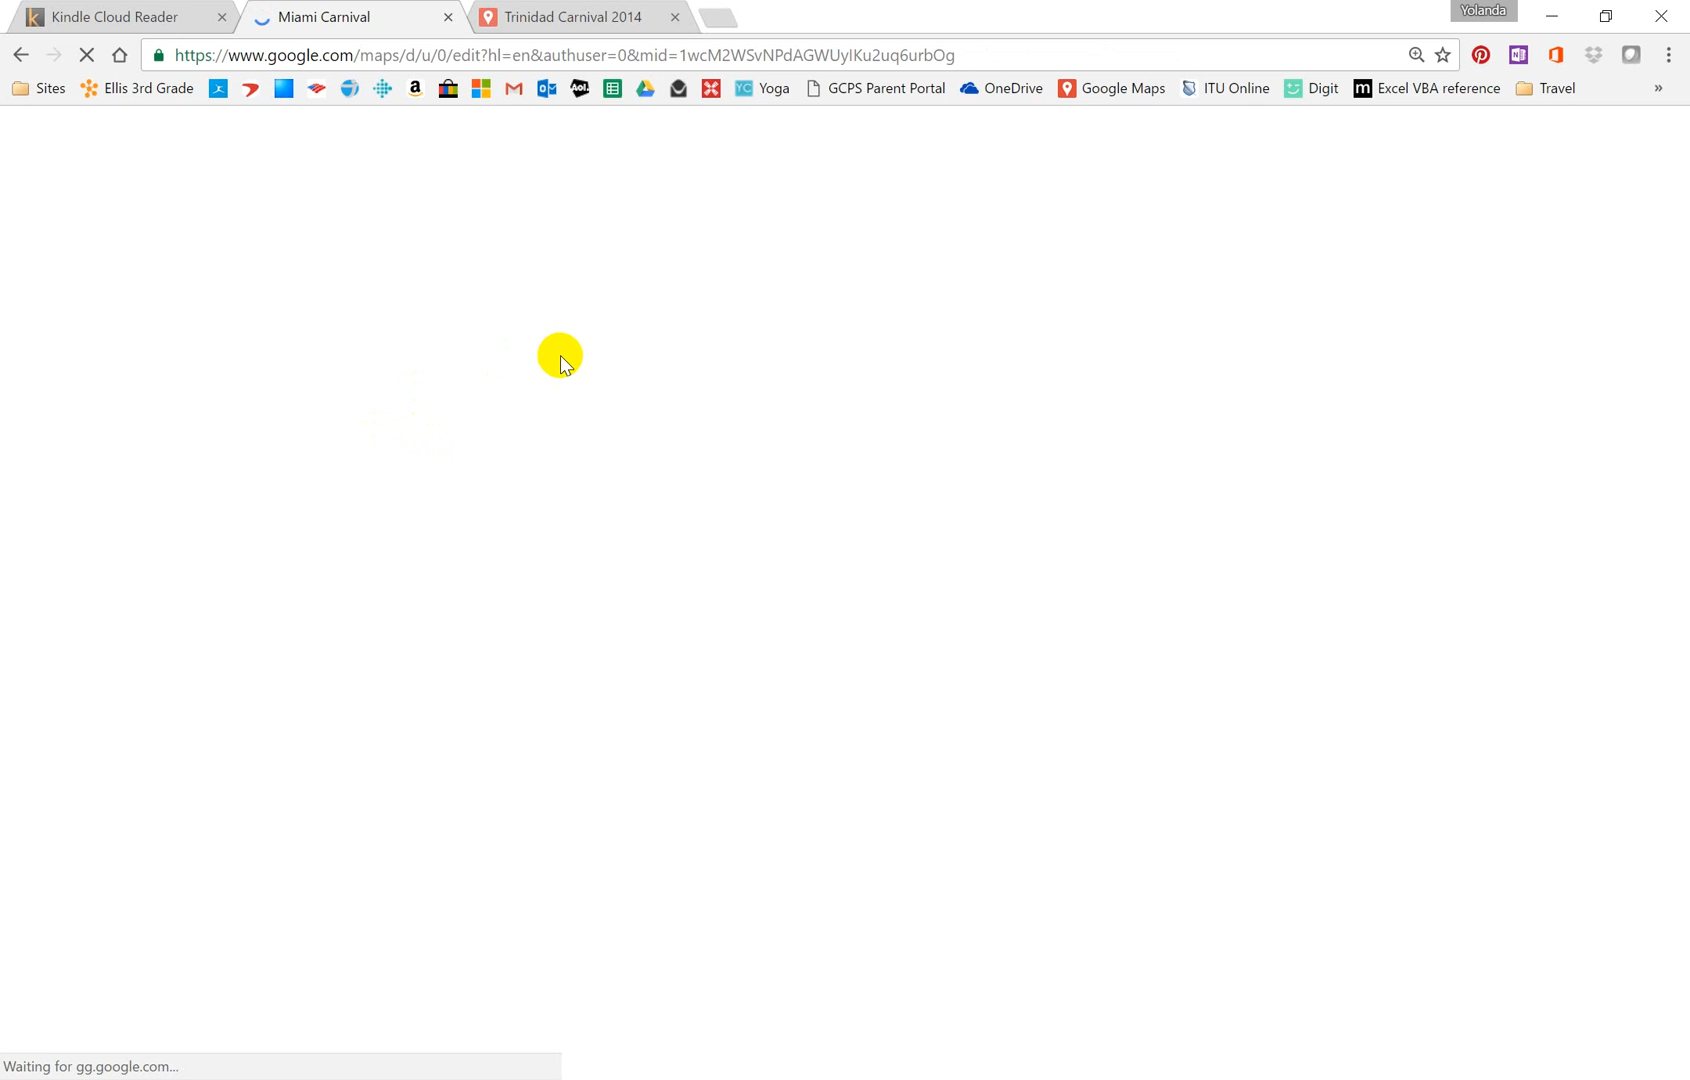 Kindle Cloud Reader
Miami Carnival
Trinidad Carnival 2014
Yolanda
https://www.google.com/maps/d/u/0/edit?hl=en&authuser=0&mid=1wcM2WSvNPdAGWUyIKu2uq6urbOg
Sites
Ellis 3rd Grade
Aol.
YC Yoga
GCPS Parent Portal
OneDrive
Google Maps
ITU Online
Digit
m Excel VBA reference
Travel
Waiting for gg.google.com...